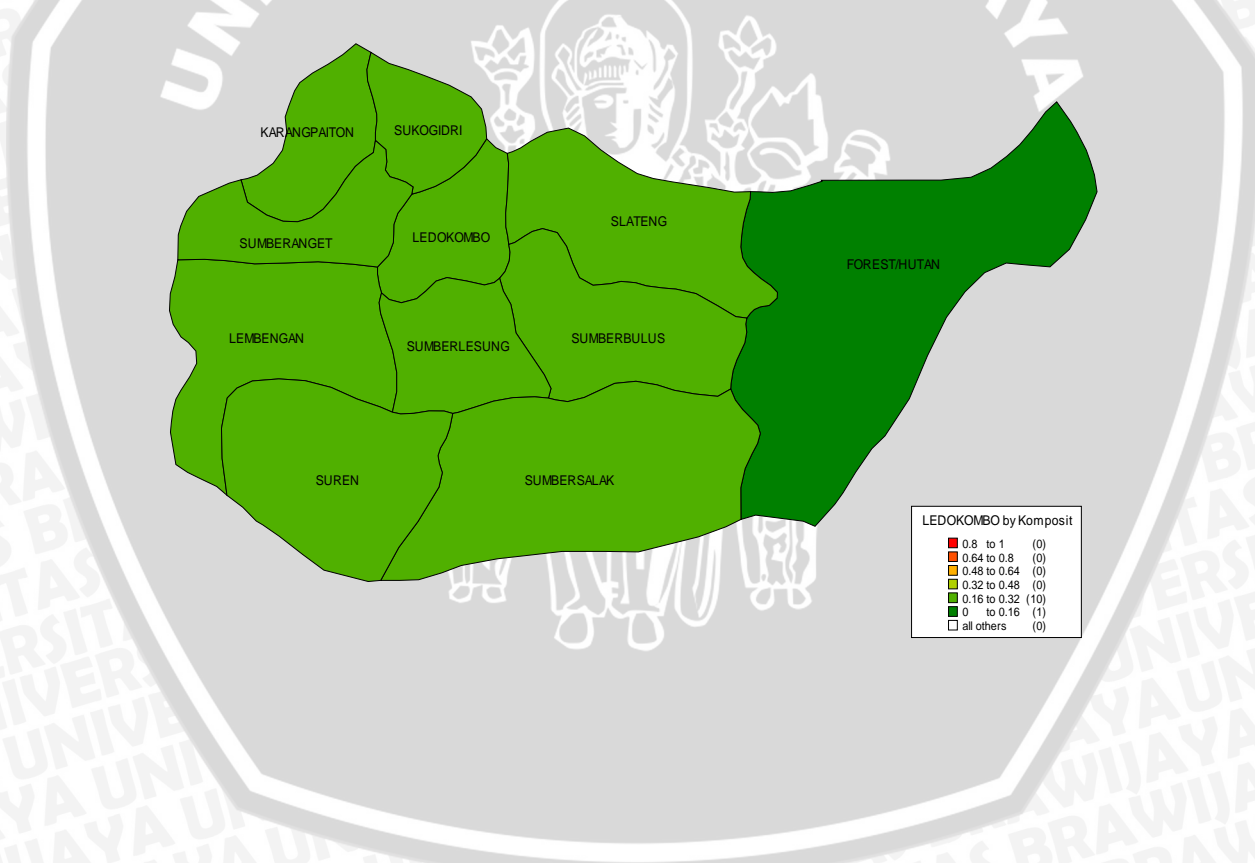 KARANGPAITON
SUKOGIDRI
SLATENG
SUMBERANGET
LEDOKOMBO
FOREST/HUTAN
LEMBENGAN
SUMBERLESUNG
SUMBERBULUS
SUREN
SUMBERSALAK
LEDOKOMBO by Komposit
0.8 to 1 (0)
0.64 to 0.8 (0)
0.48 to 0.64 (0)
0.32 to 0.48 (0)
0.16 to 0.32 (10)
0 to 0.16 (1)
all others (0)